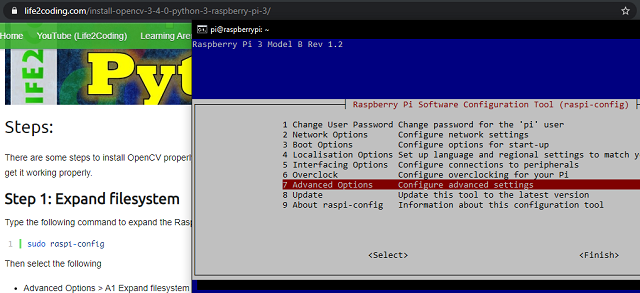 life2coding.com/install-opencv-3-4-0-python-3-raspberry-pi-3/
Home YouTube (Life2Coding) Learning Aren
LIFE2
Pyt
Steps:
There are some steps to install OpenCV properl
get it working properly.
Step 1: Expand filesystem
Type the following command to expand the Rasp
1 sudo raspi-config
Then select the following
• Advanced Options > A1 Expand filesystem
pi@raspberrypi: ~
Raspberry Pi 3 Model B Rev 1.2
Raspberry Pi Software Configuration Tool (raspi-config)
1 Change User Password Change password for the 'pi' user
2 Network Options Configure network settings
3 Boot Options Configure options for start-up
4 Localisation Options Set up language and regional settings to match y
5 Interfacing Options Configure connections to peripherals
6 Overclock Configure overclocking for your Pi
7 Advanced Options Configure advanced settings
8 Update Update this tool to the latest version
9 About raspi-config Information about this configuration tool
<Select> <Finish>